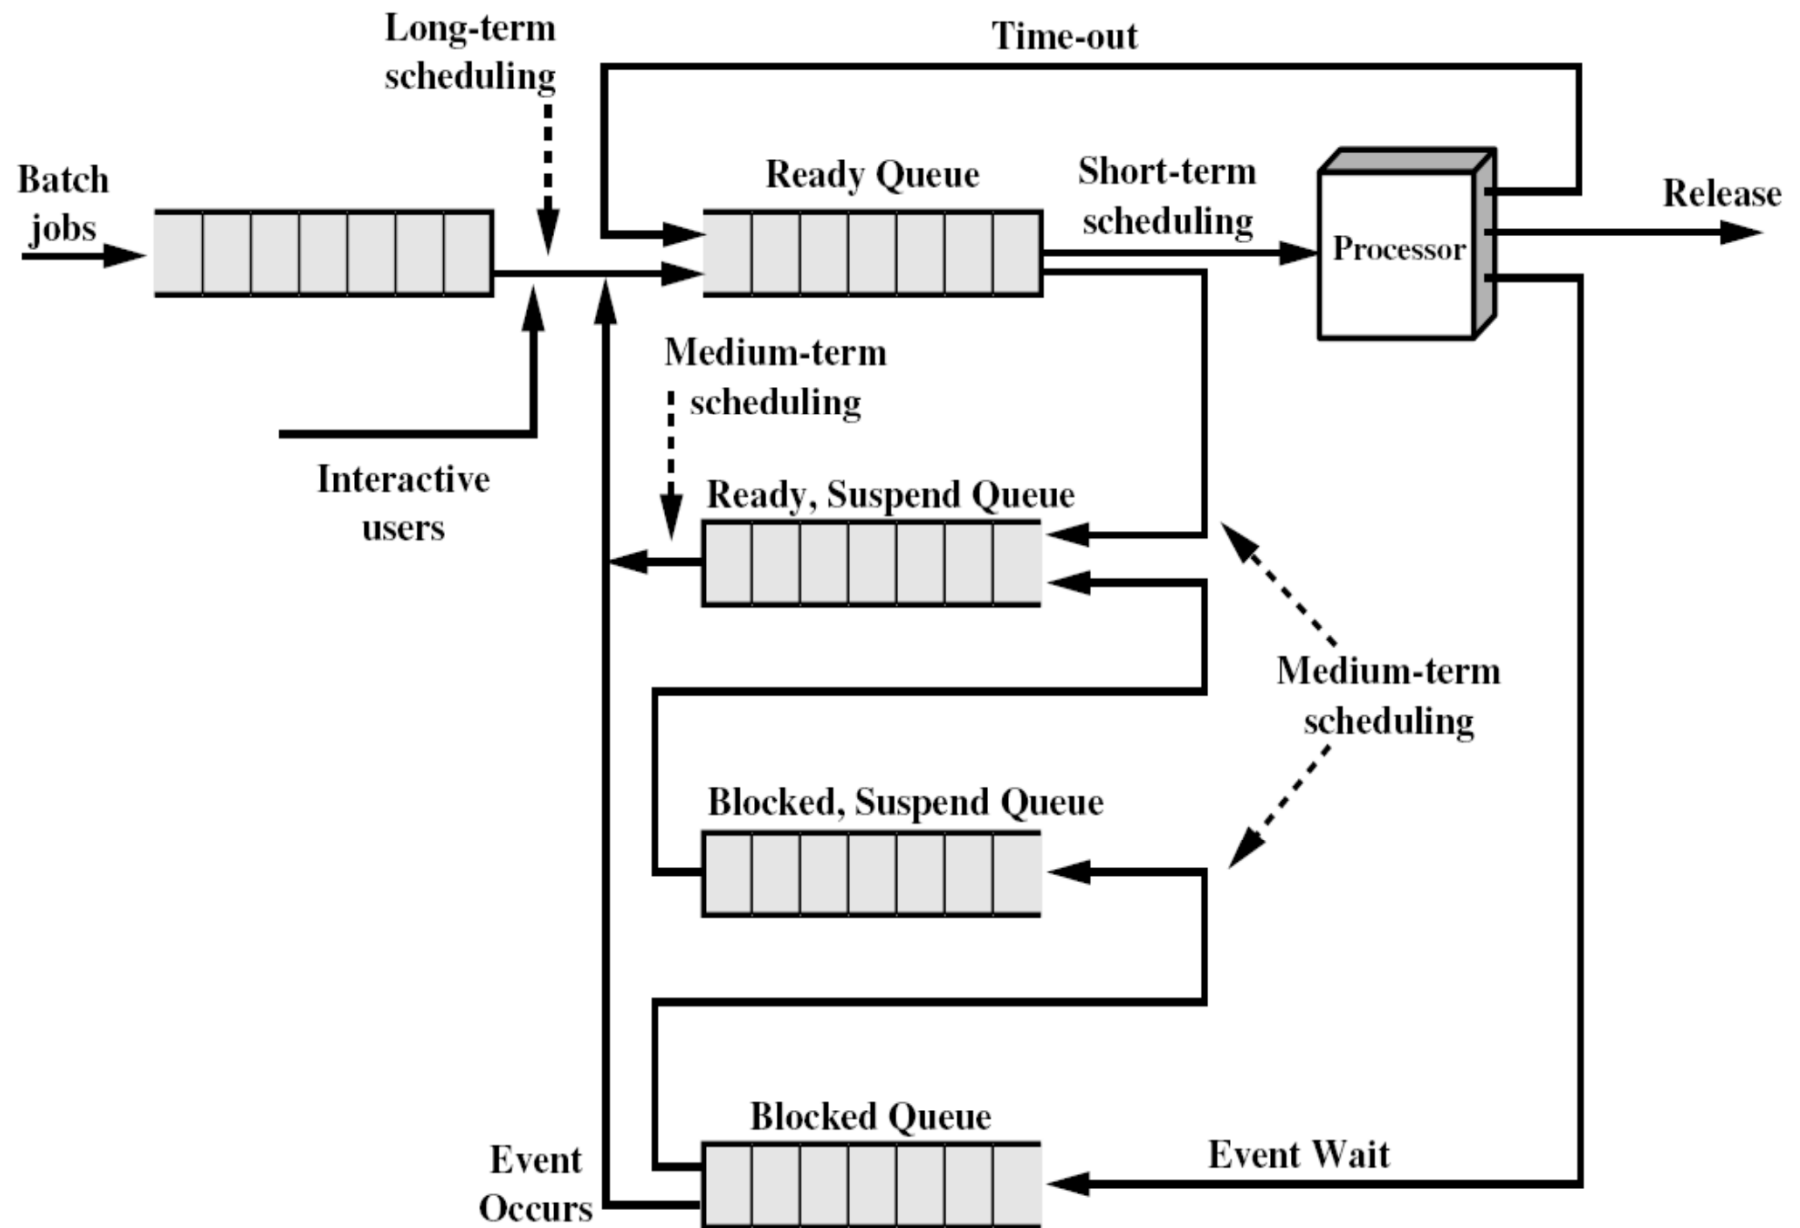 Long-term
scheduling
Time-out
Batch
jobs
Ready Queue
Short-term
scheduling
Processor
Release
Medium-term
scheduling
Interactive
users
Ready, Suspend Queue
Medium-term
scheduling
Blocked, Suspend Queue
Blocked Queue
Event
Occurs
Event Wait